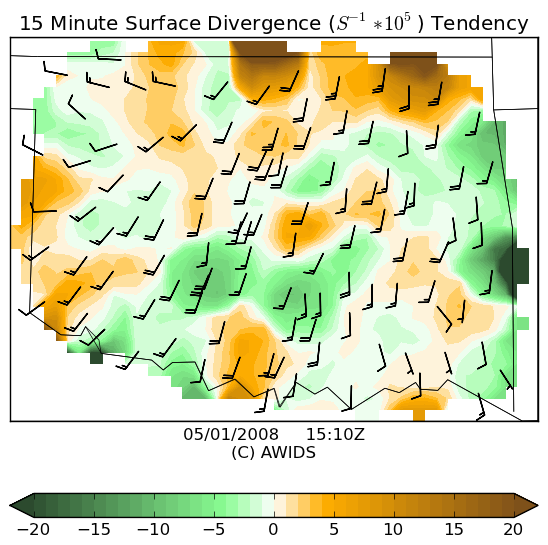 15 Minute Surface Divergence (S⁻¹ *10⁵ ) Tendency
05/01/2008 15:10Z
(C) AWIDS
−20 −15 −10 −5 0 5 10 15 20